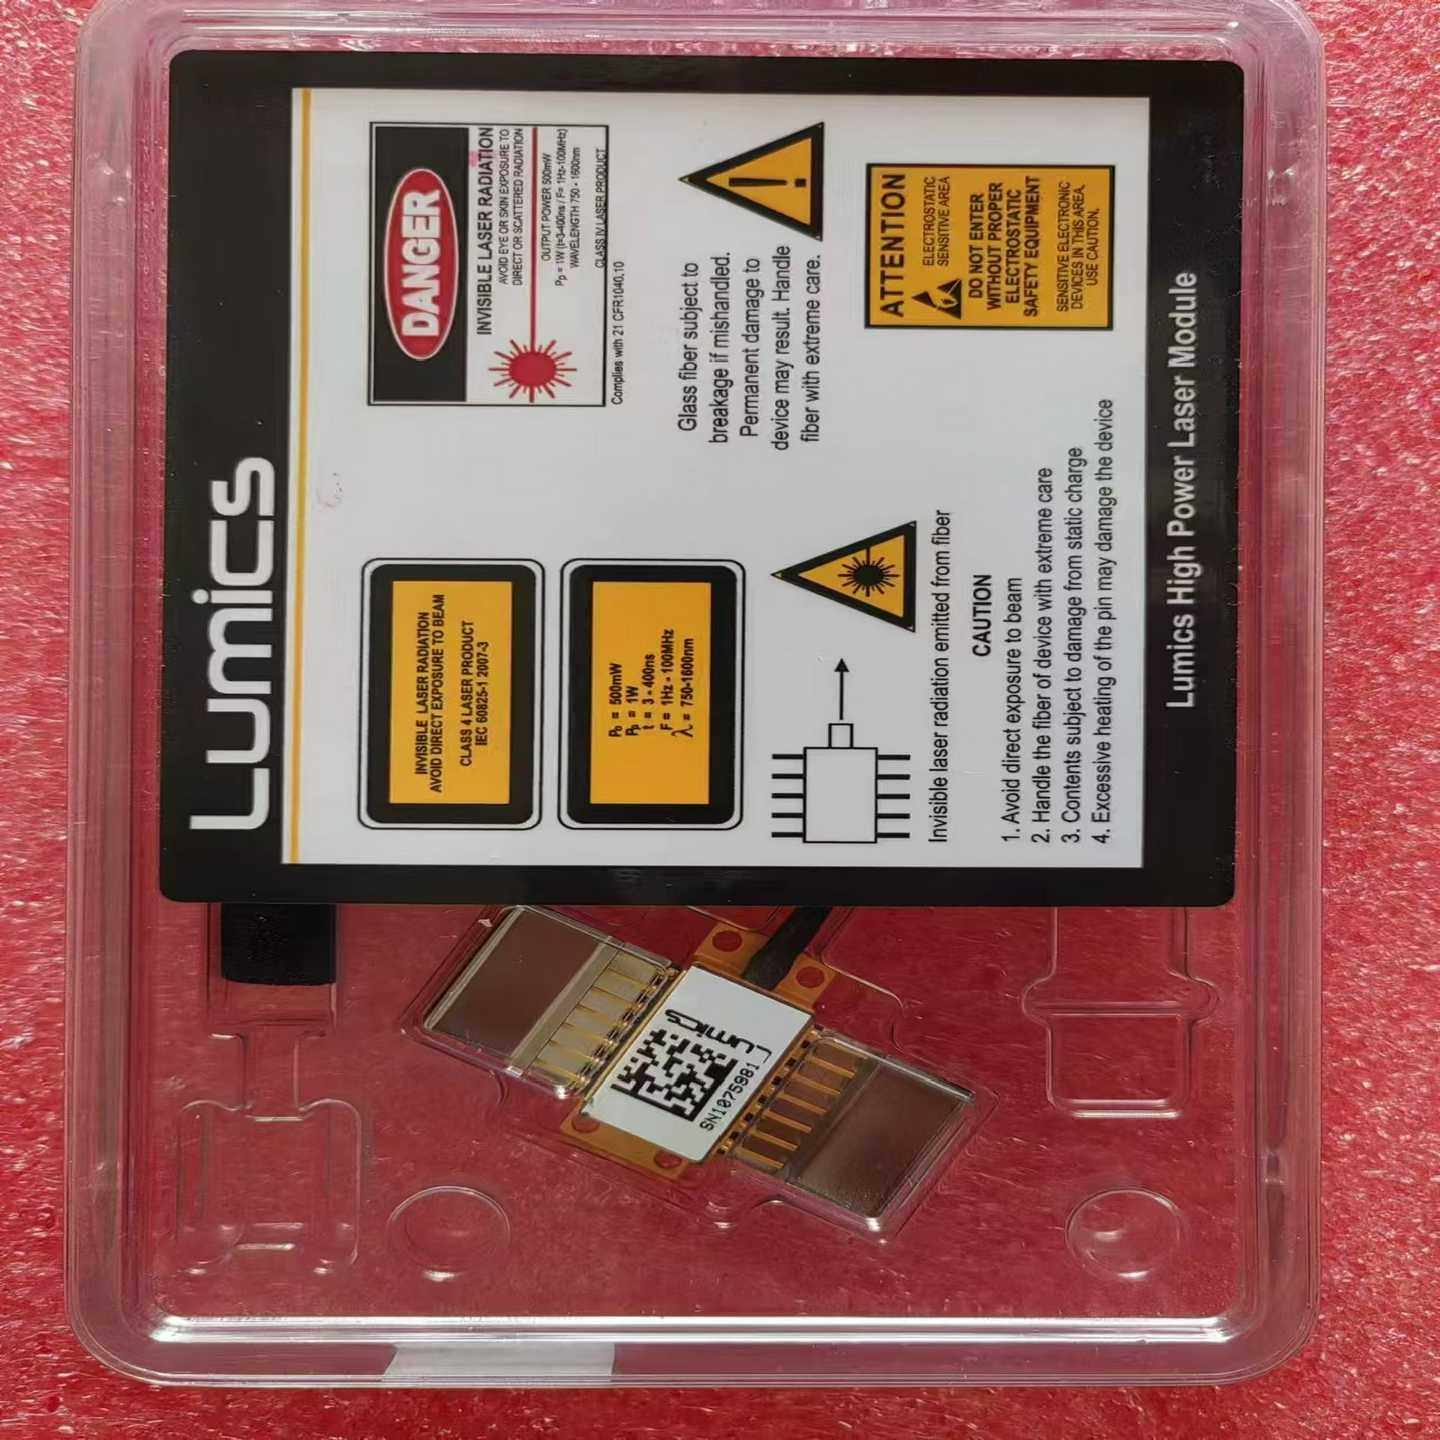 Lumics
INVISIBLE LASER RADIATION
AVOID DIRECT EXPOSURE TO BEAM
CLASS 4 LASER PRODUCT
IEC 60825-1 2007-3
P₀ = 500mW
Pp = 1W
t = 3 - 400ns
F = 1Hz - 100MHz
λ = 750-1600nm
Invisible laser radiation emitted from fiber
DANGER
INVISIBLE LASER RADIATION
AVOID EYE OR SKIN EXPOSURE TO
DIRECT OR SCATTERED RADIATION
OUTPUT POWER 500mW
Pp = 1W (t=3-400ns / F= 1Hz-100MHz)
WAVELENGTH 750 - 1600nm
CLASS IV LASER PRODUCT
Complies with 21 CFR1040,10
Glass fiber subject to
breakage if mishandled.
Permanent damage to
device may result. Handle
fiber with extreme care.
ATTENTION
ELECTROSTATIC
SENSITIVE AREA
DO NOT ENTER
WITHOUT PROPER
ELECTROSTATIC
SAFETY EQUIPMENT
SENSITIVE ELECTRONIC
DEVICES IN THIS AREA,
USE CAUTION.
CAUTION
1. Avoid direct exposure to beam
2. Handle the fiber of device with extreme care
3. Contents subject to damage from static charge
4. Excessive heating of the pin may damage the device
Lumics High Power Laser Module
Lumics
SN1075981